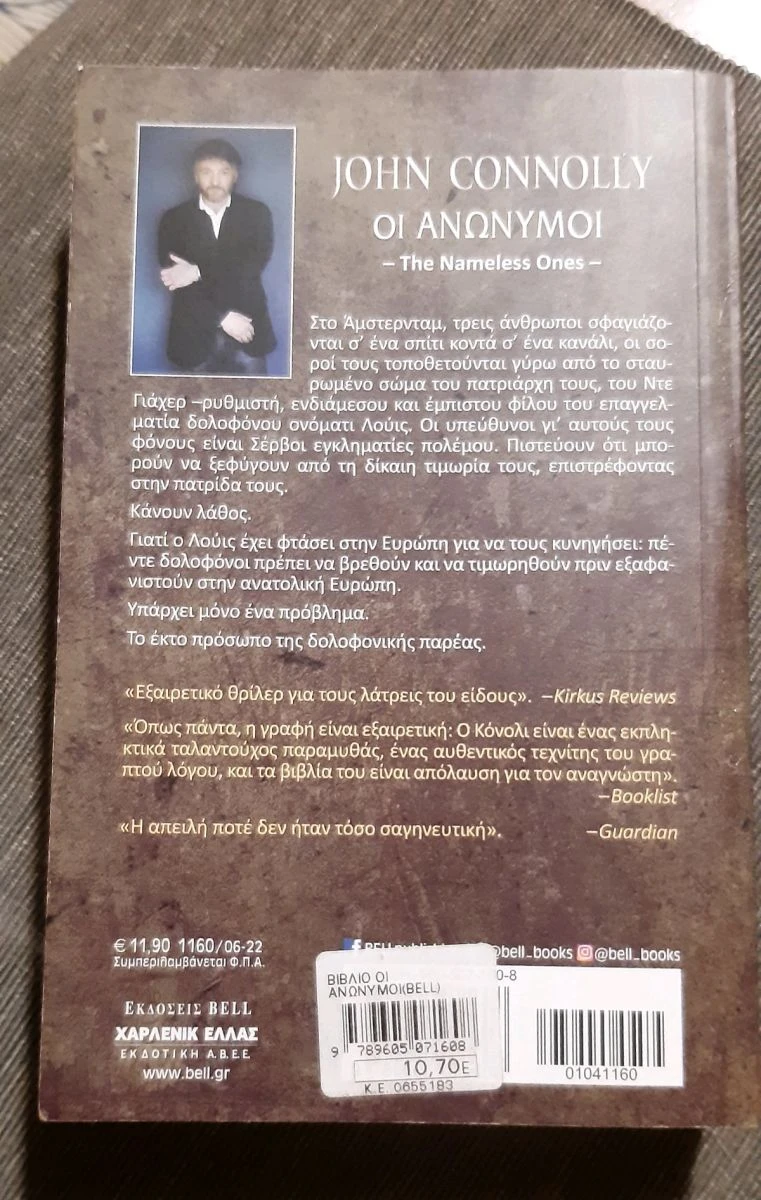 JOHN CONNOLLY
ΟΙ ΑΝΩΝΥΜΟΙ
– The Nameless Ones –
Στο Άμστερνταμ, τρεις άνθρωποι σφαγιάζο-
νται σ’ ένα σπίτι κοντά σ’ ένα κανάλι, οι σο-
ροί τους τοποθετούνται γύρω από το σταυ-
ρωμένο σώμα του πατριάρχη τους, του Ντε
Γιάχερ –ρυθμιστή, ενδιάμεσου και έμπιστου φίλου του επαγγελ-
ματία δολοφόνου ονόματι Λούις. Οι υπεύθυνοι γι’ αυτούς τους
φόνους είναι Σέρβοι εγκληματίες πολέμου. Πιστεύουν ότι μπο-
ρούν να ξεφύγουν από τη δίκαιη τιμωρία τους, επιστρέφοντας
στην πατρίδα τους.
Κάνουν λάθος.
Γιατί ο Λούις έχει φτάσει στην Ευρώπη για να τους κυνηγήσει: πέ-
ντε δολοφόνοι πρέπει να βρεθούν και να τιμωρηθούν πριν εξαφα-
νιστούν στην ανατολική Ευρώπη.
Υπάρχει μόνο ένα πρόβλημα.
Το έκτο πρόσωπο της δολοφονικής παρέας.
«Εξαιρετικό θρίλερ για τους λάτρεις του είδους». –Kirkus Reviews
«Όπως πάντα, η γραφή είναι εξαιρετική: Ο Κόνολι είναι ένας εκπλη-
κτικά ταλαντούχος παραμυθάς, ένας αυθεντικός τεχνίτης του γρα-
πτού λόγου, και τα βιβλία του είναι απόλαυση για τον αναγνώστη».
–Booklist
«Η απειλή ποτέ δεν ήταν τόσο σαγηνευτική». –Guardian
€ 11,90 1160/06-22
Συμπεριλαμβάνεται Φ.Π.Α.
@bell_books @bell_books
ΕΚΔΟΣΕΙΣ BELL
ΧΑΡΛΕΝΙΚ ΕΛΛΑΣ
ΕΚΔΟΤΙΚΗ Α.Β.Ε.Ε.
www.bell.gr
ΒΙΒΛΙΟ ΟΙ
ΑΝΩΝΥΜΟΙ(BELL)
9 789605 071608
10,70Ε
Κ.Ε. 0655183
0-8
01041160